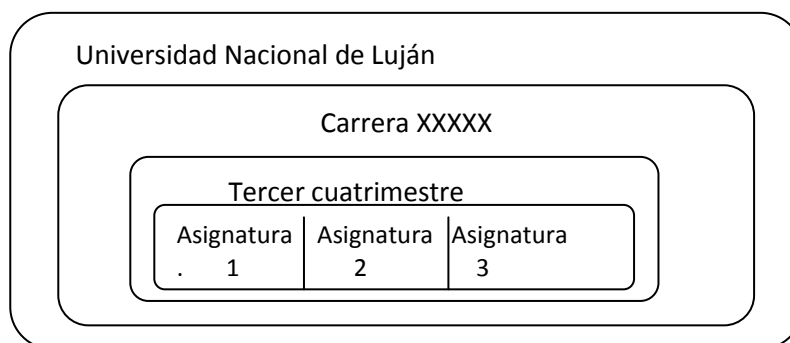 Universidad Nacional de Luján
Carrera XXXXX
Tercer cuatrimestre
Asignatura Asignatura Asignatura
. 1 2 3